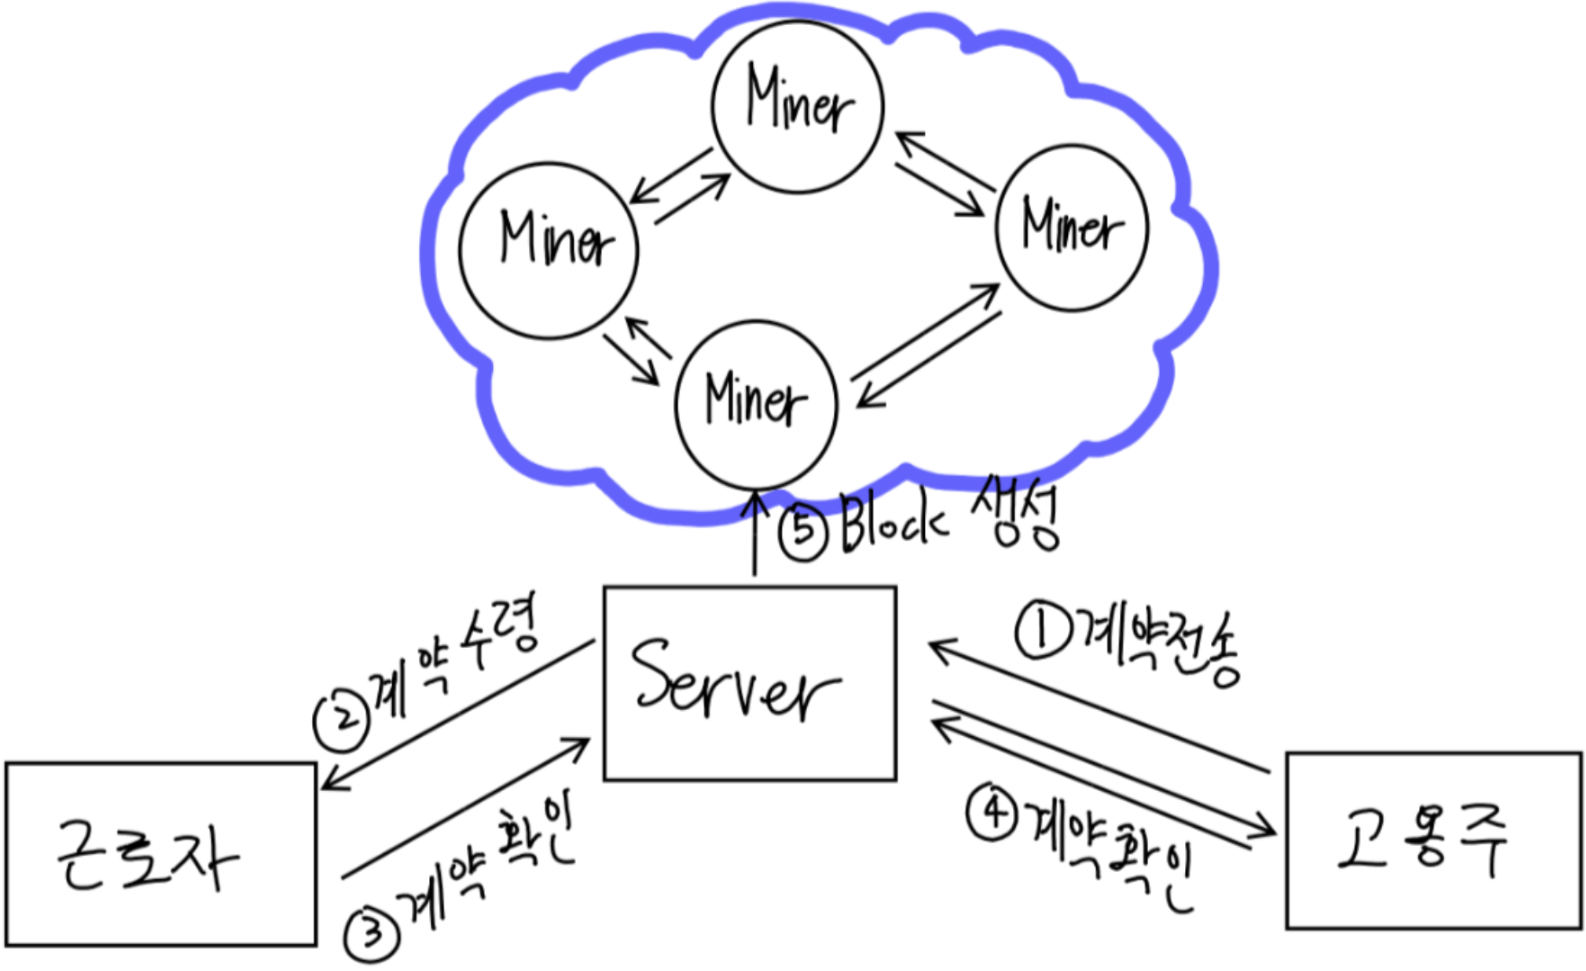 Miner
Miner
Miner
Miner
⑤ Block 생성
① 계약전송
② 계약 수령
Server
③ 계약 확인
④ 계약확인
근로자
고용주